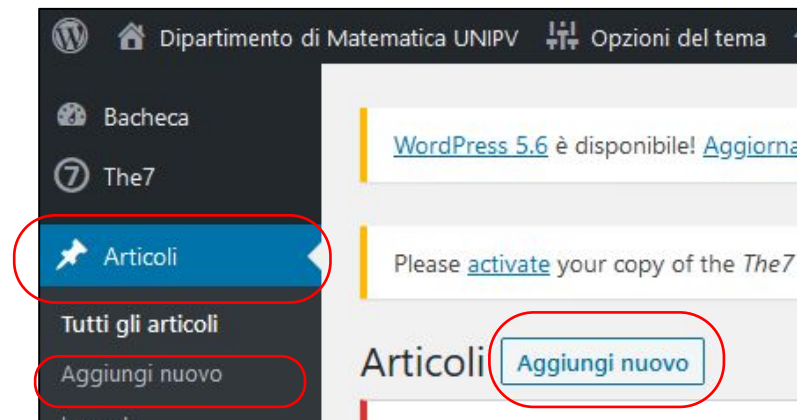 Dipartimento di Matematica UNIPV Opzioni del tema
Bacheca
The7
Articoli
Tutti gli articoli
Aggiungi nuovo
WordPress 5.6 è disponibile! Aggiorna
Please activate your copy of the The7
Articoli Aggiungi nuovo